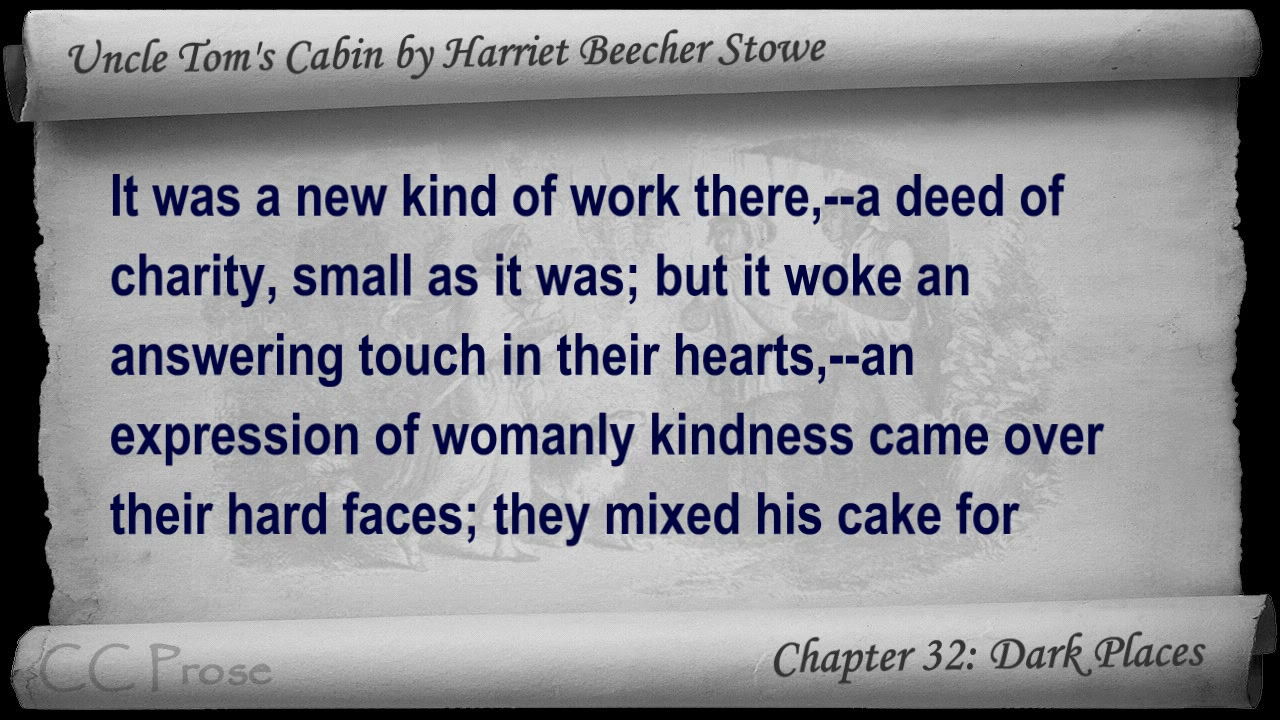 Uncle Tom's Cabin by Harriet Beecher Stowe
It was a new kind of work there,--a deed of
charity, small as it was; but it woke an
answering touch in their hearts,--an
expression of womanly kindness came over
their hard faces; they mixed his cake for
CC Prose
Chapter 32: Dark Places